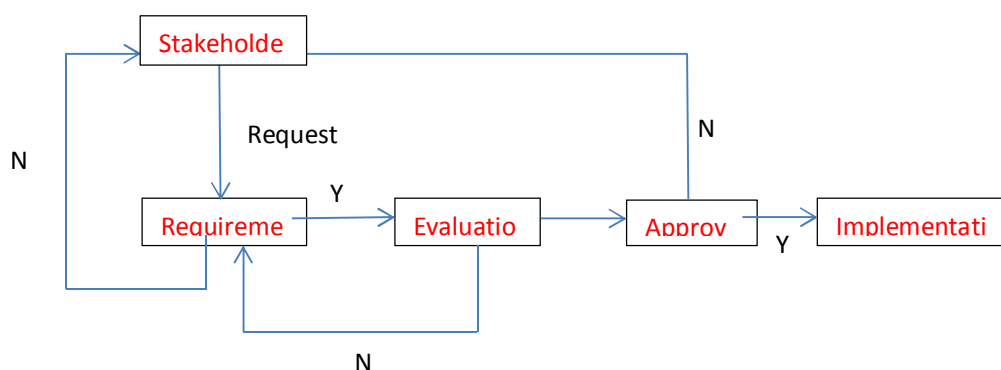 Stakeholde
N
Request
N
Y
Requireme
Evaluatio
Approv
Y
Implementati
N